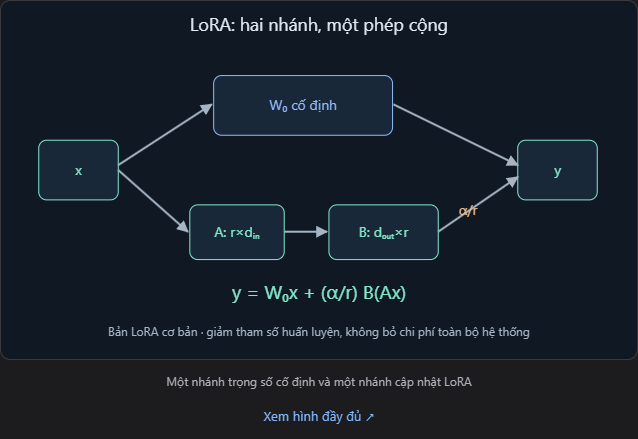 LoRA: hai nhánh, một phép cộng
W₀ cố định
x
y
A: r×dᵢₙ
B: dₒᵤₜ×r
α/r
y = W₀x + (α/r) B(Ax)
Bản LoRA cơ bản · giảm tham số huấn luyện, không bỏ chi phí toàn bộ hệ thống
Một nhánh trọng số cố định và một nhánh cập nhật LoRA
Xem hình đầy đủ ↗